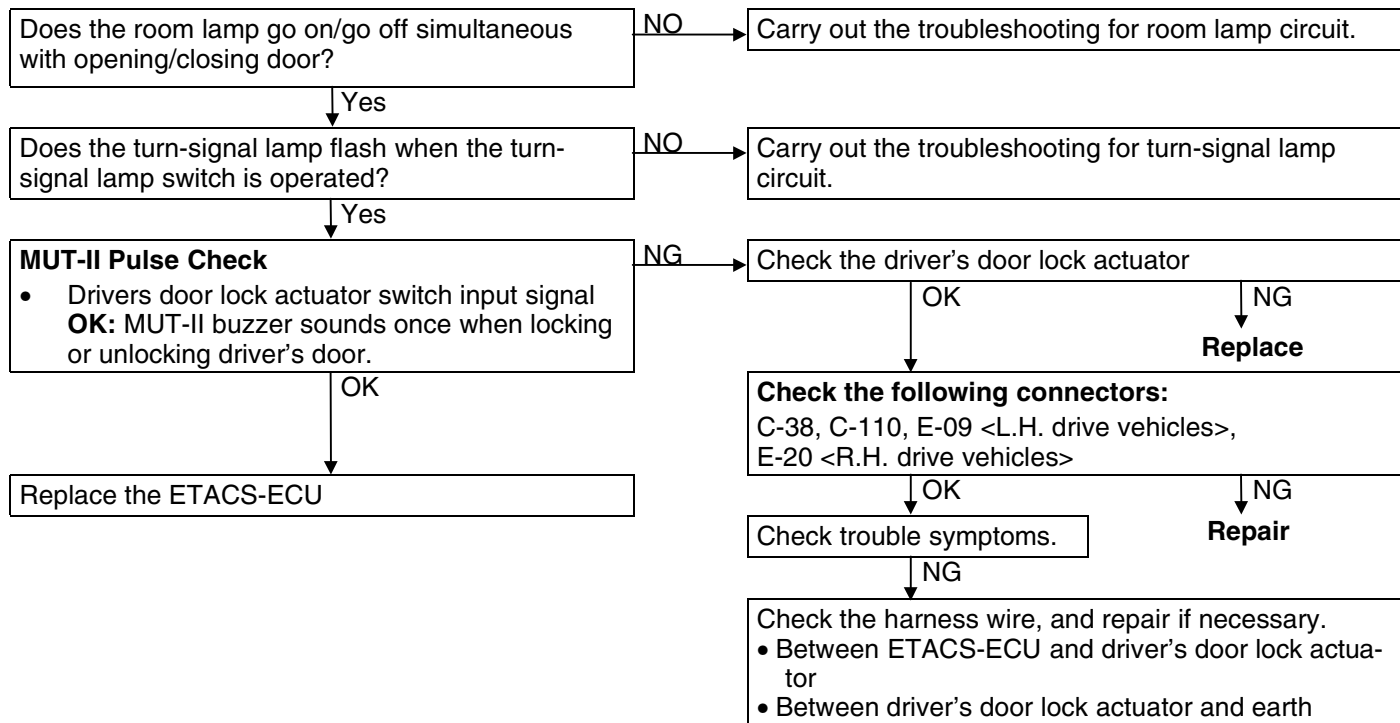 Does the room lamp go on/go off simultaneous
with opening/closing door?
NO
Carry out the troubleshooting for room lamp circuit.
Yes
Does the turn-signal lamp flash when the turn-
signal lamp switch is operated?
NO
Carry out the troubleshooting for turn-signal lamp
circuit.
Yes
MUT-II Pulse Check
• Drivers door lock actuator switch input signal
OK: MUT-II buzzer sounds once when locking
or unlocking driver's door.
NG
Check the driver's door lock actuator
OK
NG
Replace
OK
Replace the ETACS-ECU
Check the following connectors:
C-38, C-110, E-09 <L.H. drive vehicles>,
E-20 <R.H. drive vehicles>
OK
NG
Repair
Check trouble symptoms.
NG
Check the harness wire, and repair if necessary.
• Between ETACS-ECU and driver's door lock actua-
tor
• Between driver's door lock actuator and earth